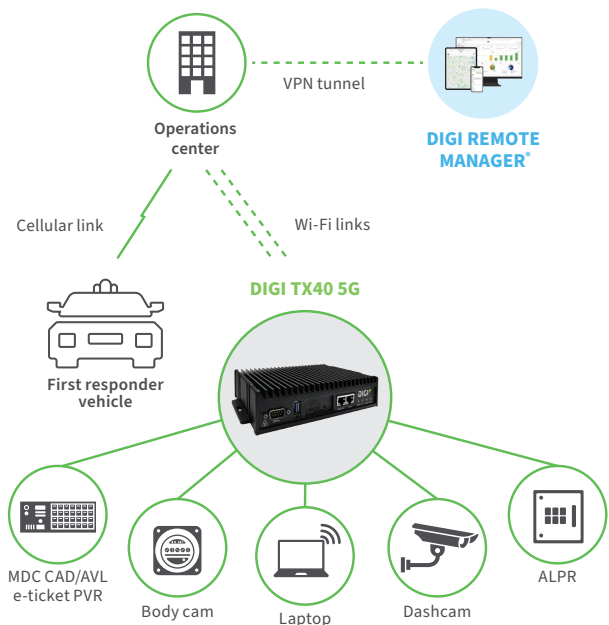 VPN tunnel
Operations
center
DIGI REMOTE
MANAGER®
Cellular link
Wi-Fi links
DIGI TX40 5G
First responder
vehicle
DIGI
MDC CAD/AVL
e-ticket PVR
Body cam
Laptop
Dashcam
ALPR